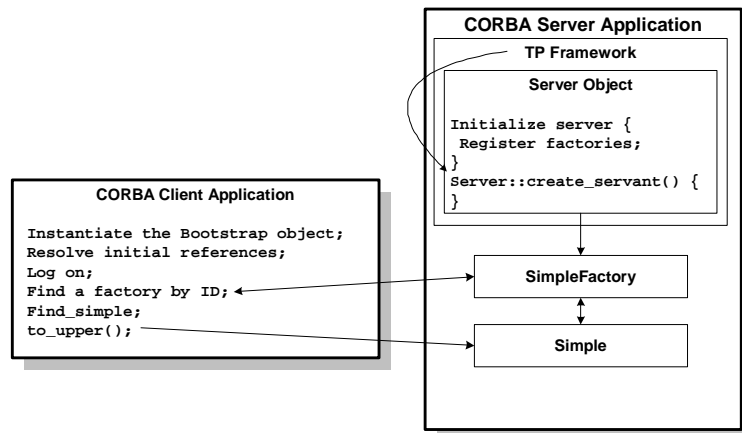 CORBA Server Application
TP Framework
Server Object
Initialize server {
Register factories;
}
Server::create_servant() {
}
CORBA Client Application
Instantiate the Bootstrap object;
Resolve initial references;
Log on;
Find a factory by ID;
Find_simple;
to_upper();
SimpleFactory
Simple